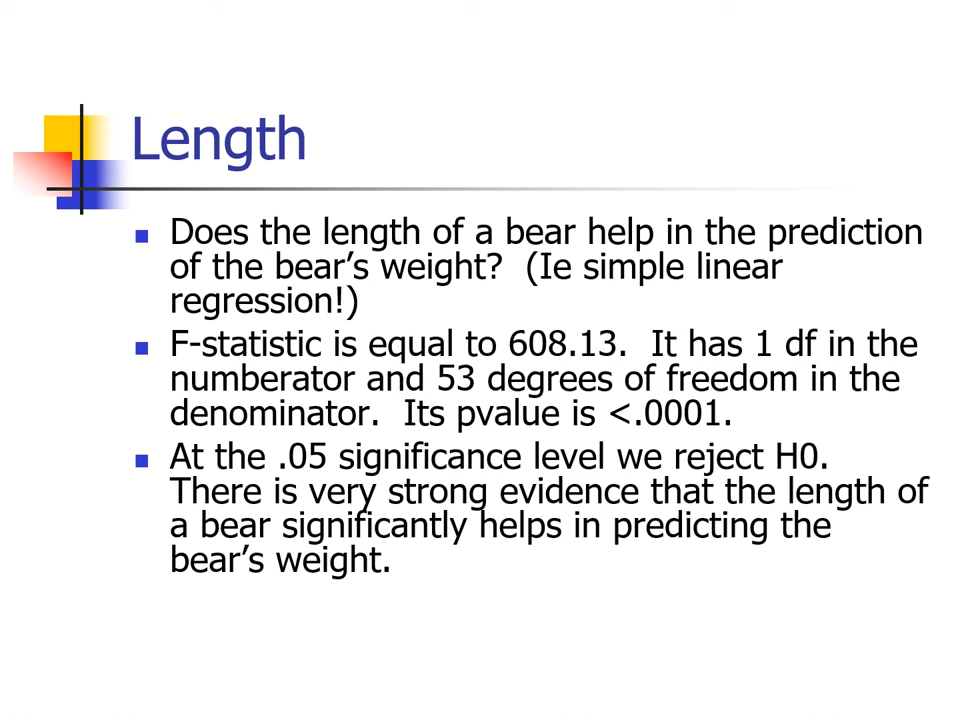 Length
Does the length of a bear help in the prediction
of the bear’s weight?  (Ie simple linear
regression!)
F-statistic is equal to 608.13.  It has 1 df in the
numberator and 53 degrees of freedom in the
denominator.  Its pvalue is <.0001.
At the .05 significance level we reject H0.
There is very strong evidence that the length of
a bear significantly helps in predicting the
bear’s weight.